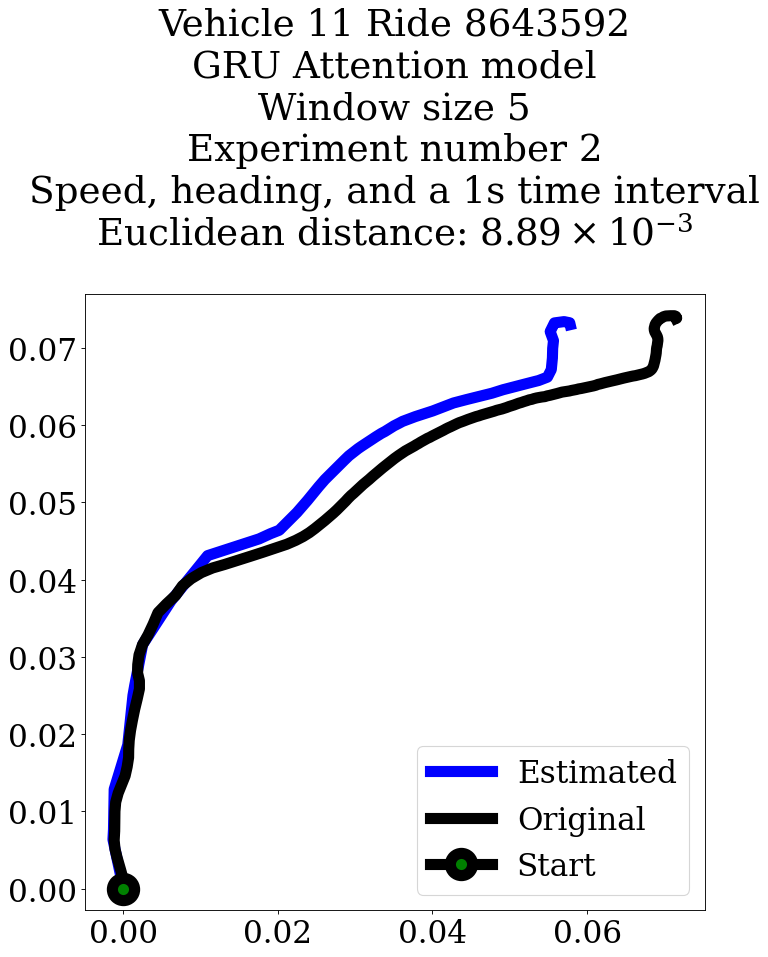 Vehicle 11 Ride 8643592
GRU Attention model
Window size 5
Experiment number 2
Speed, heading, and a 1s time interval
Euclidean distance: 8.89 × 10⁻³
0.07
0.06
0.05
0.04
0.03
0.02
0.01
0.00
0.00 0.02 0.04 0.06
Estimated
Original
Start